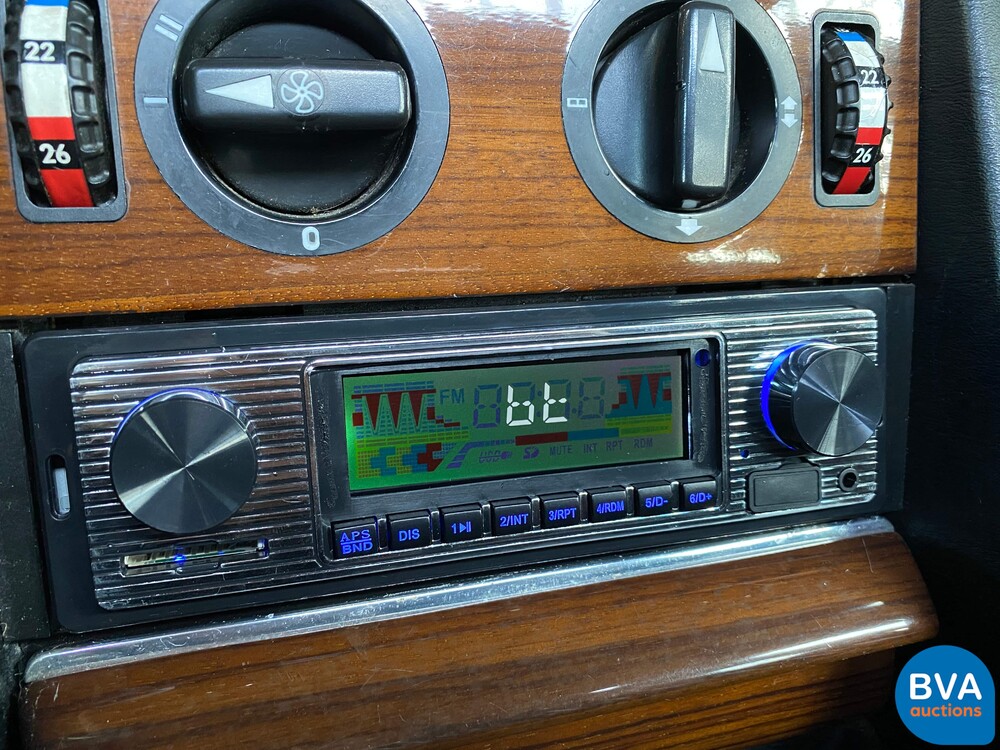 22
26
II
I
0
22
26
FM
bt
USB
MUTE INT RPT RDM
APS
BND
DIS
1
2/INT
3/RPT
4/RDM
5/D-
6/D+
BVA
auctions